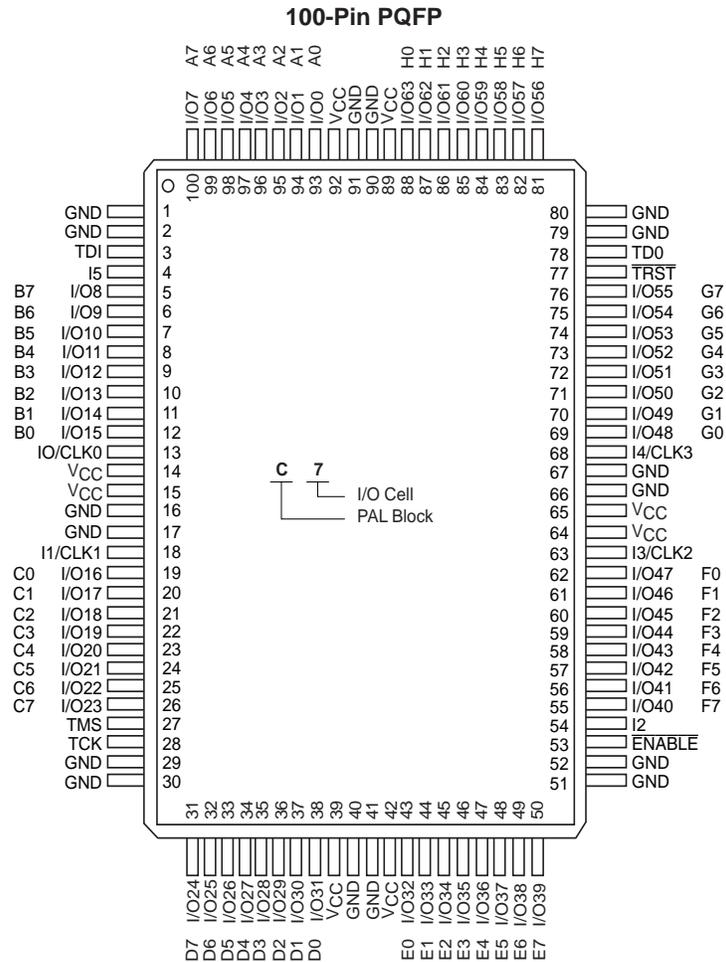 100-Pin PQFP
A7 A6 A5 A4 A3 A2 A1 A0 H0 H1 H2 H3 H4 H5 H6 H7
I/O7 I/O6 I/O5 I/O4 I/O3 I/O2 I/O1 I/O0 VCC GND GND VCC I/O63 I/O62 I/O61 I/O60 I/O59 I/O58 I/O57 I/O56
100 99 98 97 96 95 94 93 92 91 90 89 88 87 86 85 84 83 82 81
GND 1 80 GND
GND 2 79 GND
TDI 3 78 TD0
I5 4 77 TRST
B7 I/O8 5 76 I/O55 G7
B6 I/O9 6 75 I/O54 G6
B5 I/O10 7 74 I/O53 G5
B4 I/O11 8 73 I/O52 G4
B3 I/O12 9 72 I/O51 G3
B2 I/O13 10 71 I/O50 G2
B1 I/O14 11 70 I/O49 G1
B0 I/O15 12 69 I/O48 G0
IO/CLK0 13 68 I4/CLK3
VCC 14 67 GND
VCC 15 66 GND
GND 16 65 VCC
GND 17 64 VCC
I1/CLK1 18 63 I3/CLK2
C0 I/O16 19 62 I/O47 F0
C1 I/O17 20 61 I/O46 F1
C2 I/O18 21 60 I/O45 F2
C3 I/O19 22 59 I/O44 F3
C4 I/O20 23 58 I/O43 F4
C5 I/O21 24 57 I/O42 F5
C6 I/O22 25 56 I/O41 F6
C7 I/O23 26 55 I/O40 F7
TMS 27 54 I2
TCK 28 53 ENABLE
GND 29 52 GND
GND 30 51 GND
C 7
I/O Cell
PAL Block
31 32 33 34 35 36 37 38 39 40 41 42 43 44 45 46 47 48 49 50
I/O24 I/O25 I/O26 I/O27 I/O28 I/O29 I/O30 I/O31 VCC GND GND VCC I/O32 I/O33 I/O34 I/O35 I/O36 I/O37 I/O38 I/O39
D7 D6 D5 D4 D3 D2 D1 D0 E0 E1 E2 E3 E4 E5 E6 E7